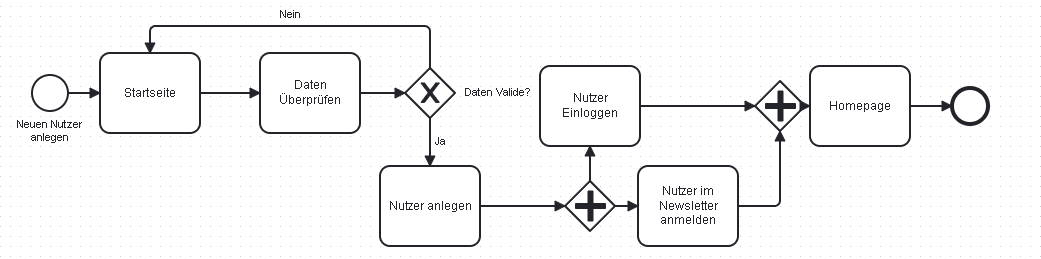 Nein
Neuen Nutzer
anlegen
Startseite
Daten
Überprüfen
X
Daten Valide?
Ja
Nutzer anlegen
Nutzer
Einloggen
Nutzer im
Newsletter
anmelden
Homepage